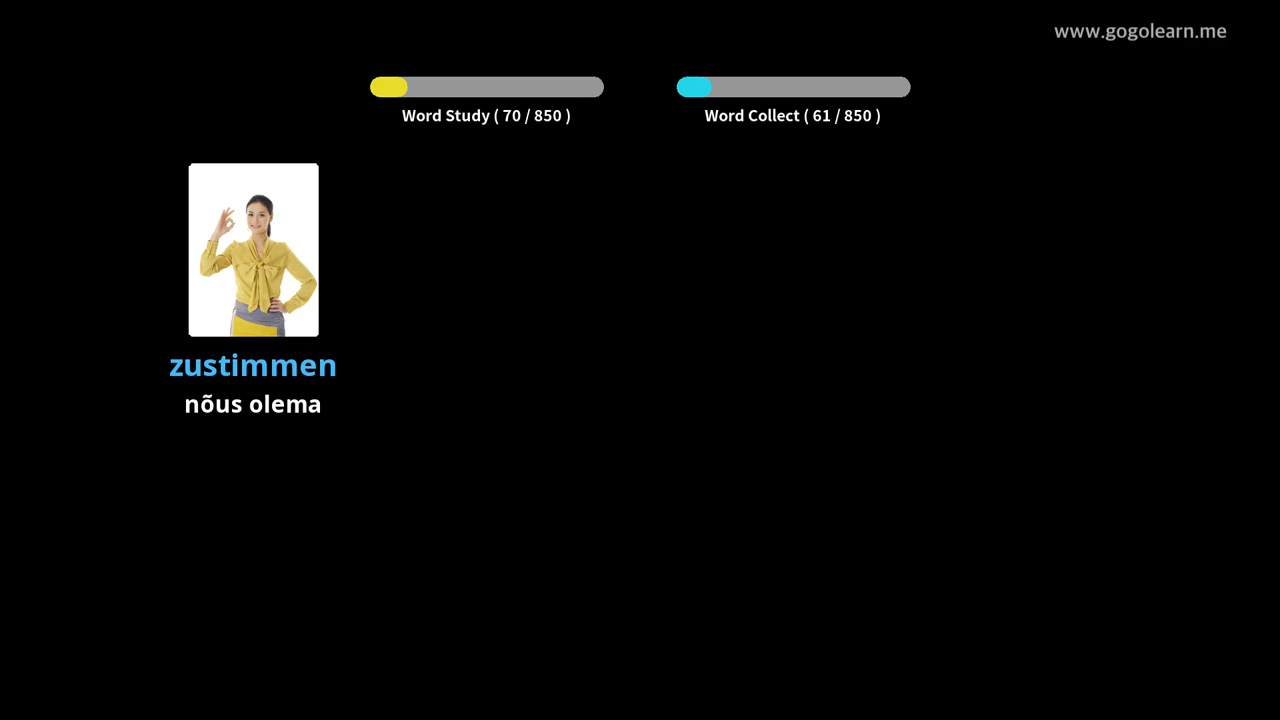 www.gogolearn.me
Word Study ( 70 / 850 )
Word Collect ( 61 / 850 )
zustimmen
nõus olema